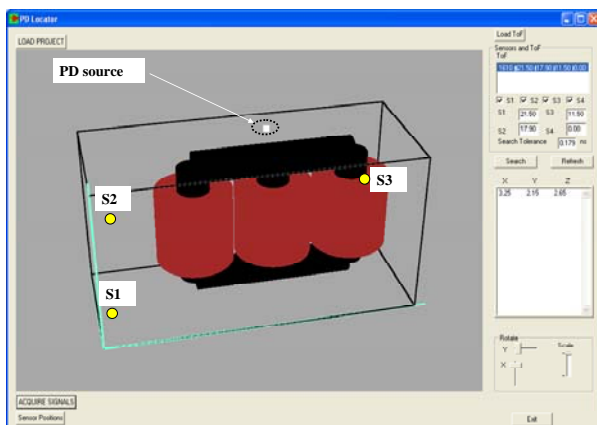 PD Locator
LOAD PROJECT
PD source
S2
S3
S1
ACQUIRE SIGNALS
Sensor Positions
Load ToF
Sensors and ToF
ToF
S1 S2 S3 S4
S1 21.50 S3 11.50
S2 17.90 S4 0.00
Search Tolerance 0.175 ns
Search Refresh
X Y Z
3.25 2.15 2.65
Rotate
Y
X
Scale
Exit